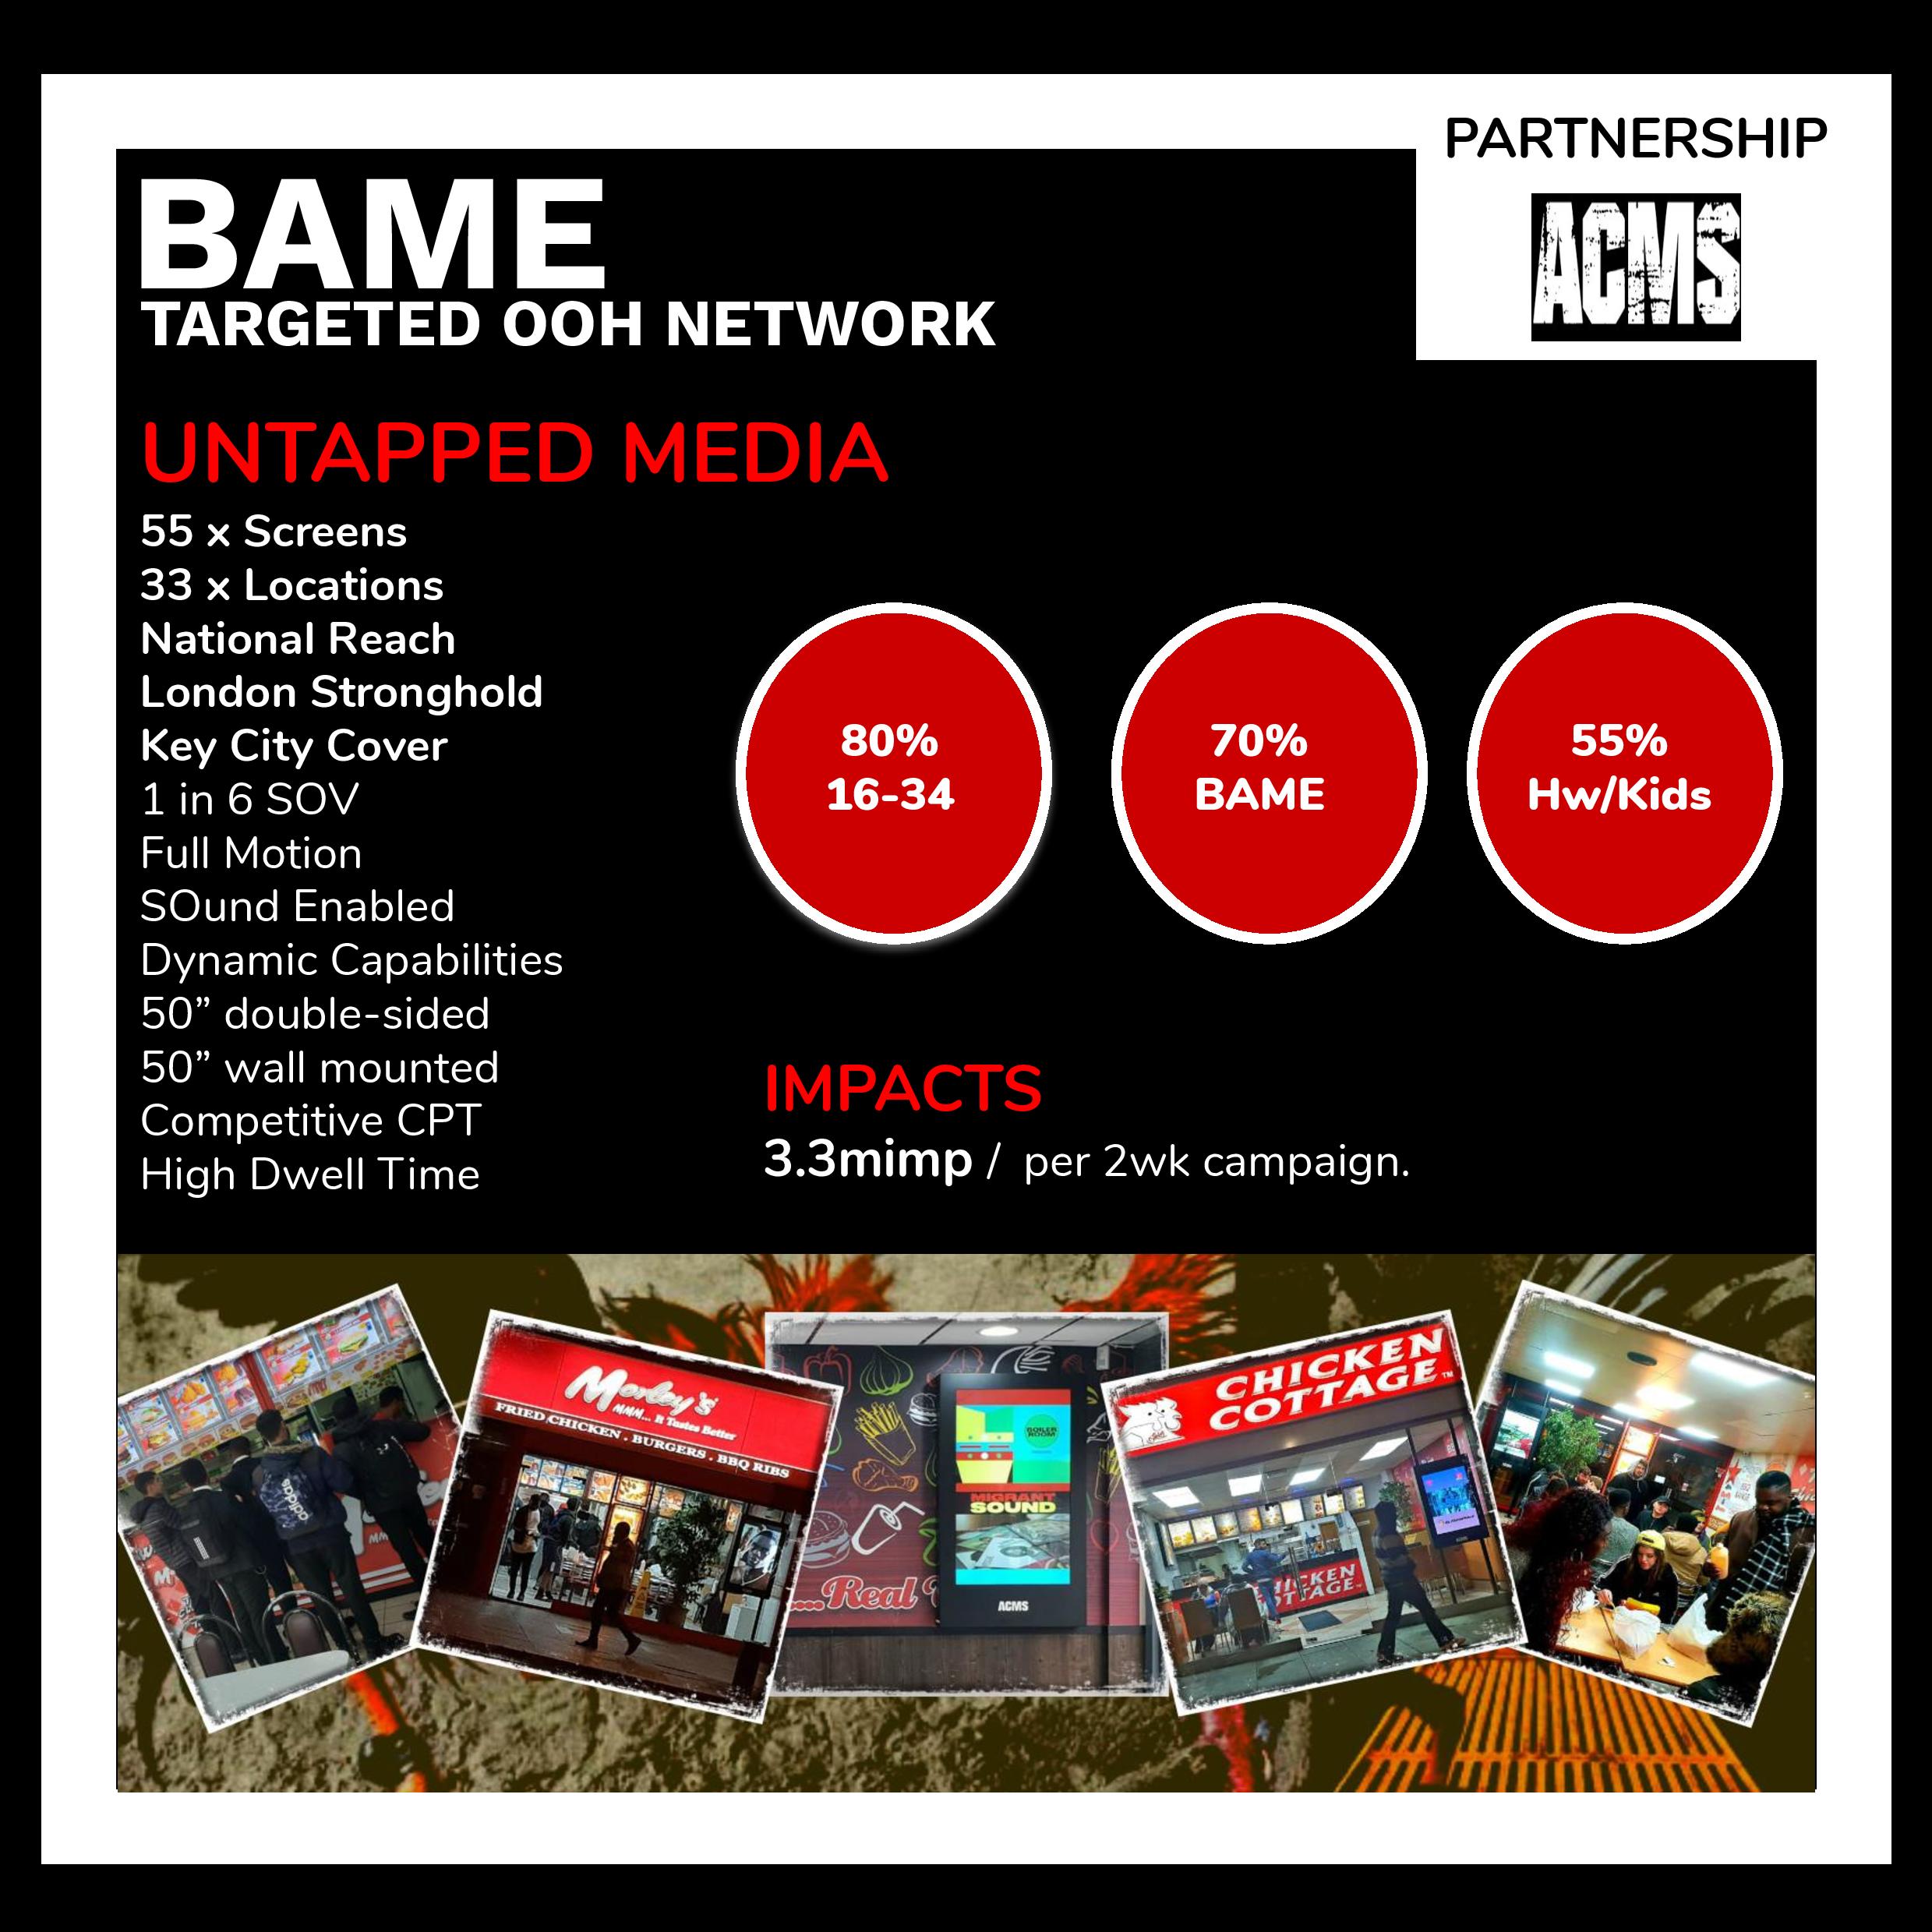 PARTNERSHIP
ACMS
BAME
TARGETED OOH NETWORK
UNTAPPED MEDIA
55 x Screens
33 x Locations
National Reach
London Stronghold
Key City Cover
1 in 6 SOV
Full Motion
SOund Enabled
Dynamic Capabilities
50” double-sided
50” wall mounted
Competitive CPT
High Dwell Time
80%
16-34
70%
BAME
55%
Hw/Kids
IMPACTS
3.3mimp / per 2wk campaign.
adidas
Morley's
MMM... It Tastes Better
FRIED CHICKEN . BURGERS . BBQ RIBS
BOILER
ROOM
MIGRANT
SOUND
....Real
ACMS
CHICKEN
COTTAGE™